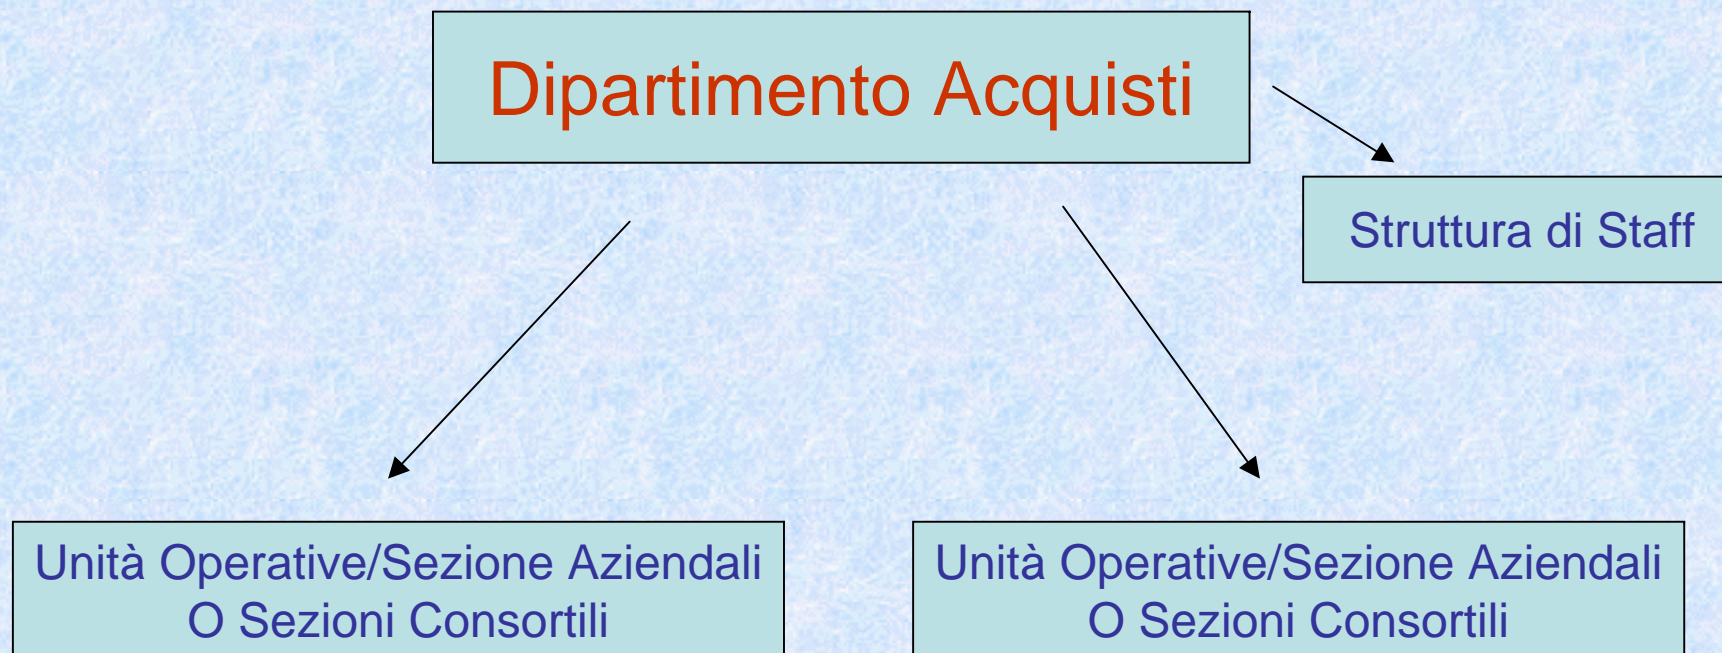 Dipartimento Acquisti
Struttura di Staff
Unità Operative/Sezione Aziendali
O Sezioni Consortili
Unità Operative/Sezione Aziendali
O Sezioni Consortili